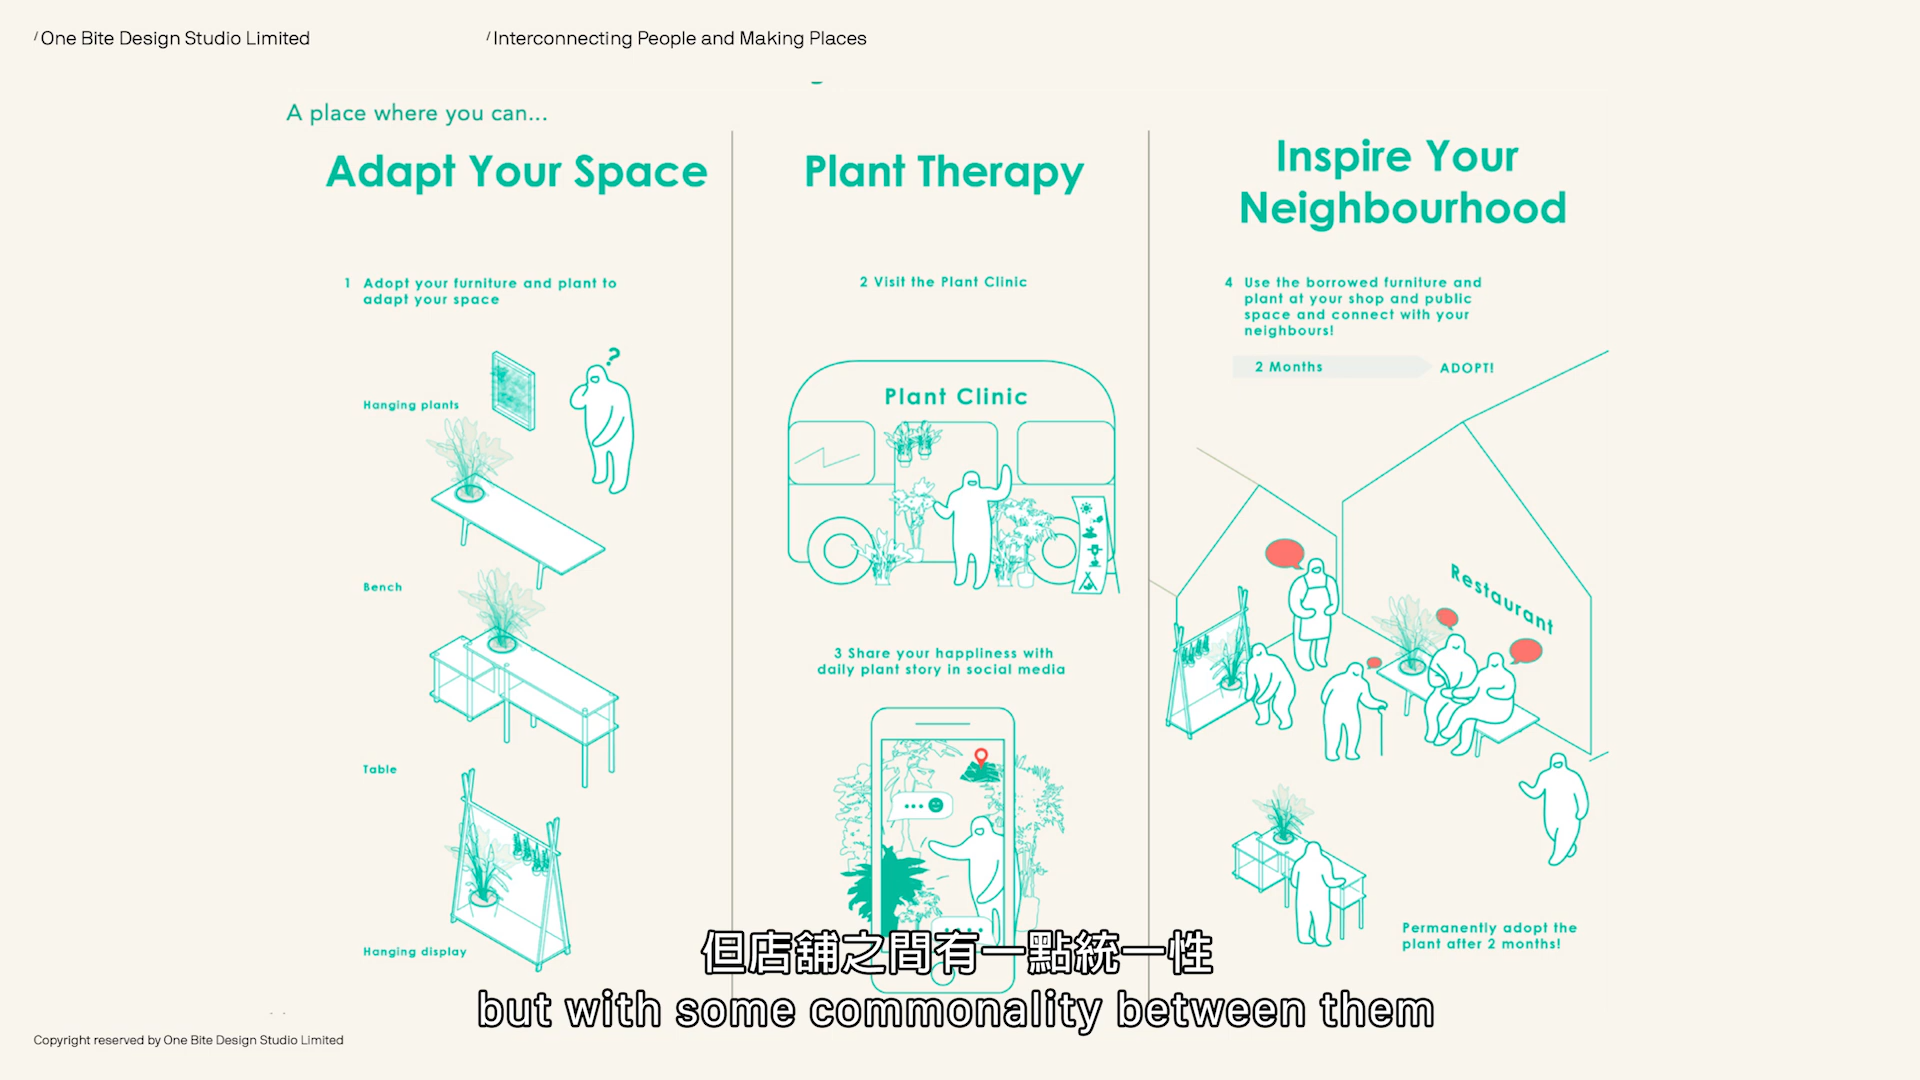 /One Bite Design Studio Limited
/Interconnecting People and Making Places
A place where you can...
Adapt Your Space
1 Adopt your furniture and plant to
adapt your space
Hanging plants
Bench
Table
Hanging display
Plant Therapy
2 Visit the Plant Clinic
Plant Clinic
3 Share your happliness with
daily plant story in social media
Inspire Your
Neighbourhood
4 Use the borrowed furniture and
plant at your shop and public
space and connect with your
neighbours!
2 Months
ADOPT!
Restaurant
Permanently adopt the
plant after 2 months!
但店舖之間有一點統一性
but with some commonality between them
Copyright reserved by One Bite Design Studio Limited